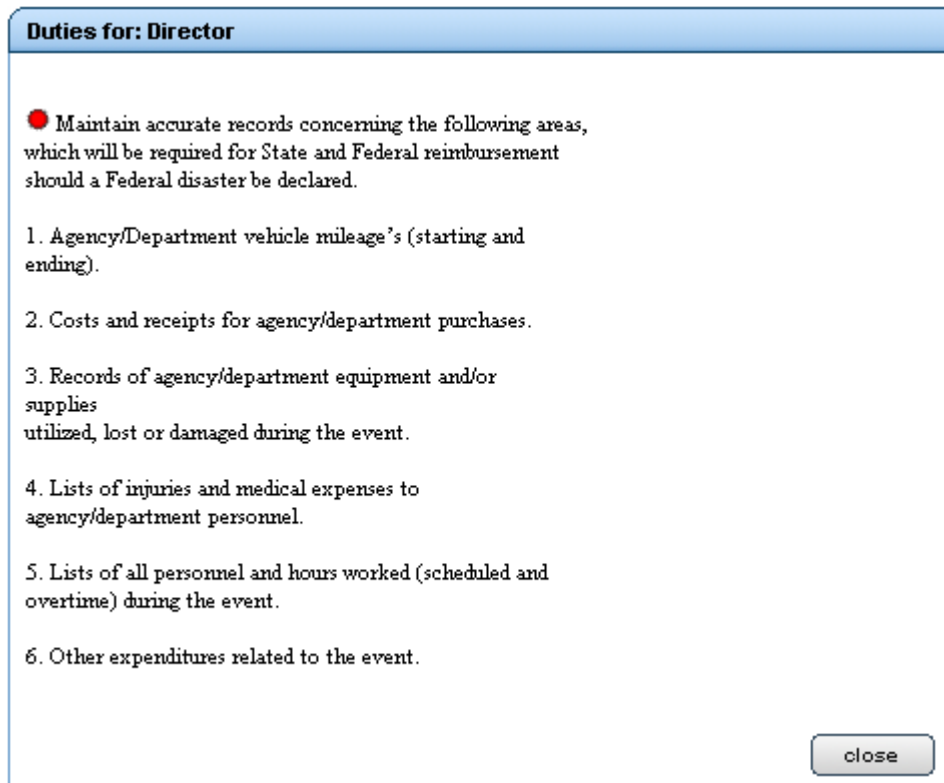 Duties for: Director
Maintain accurate records concerning the following areas,
which will be required for State and Federal reimbursement
should a Federal disaster be declared.
1. Agency/Department vehicle mileage’s (starting and
ending).
2. Costs and receipts for agency/department purchases.
3. Records of agency/department equipment and/or
supplies
utilized, lost or damaged during the event.
4. Lists of injuries and medical expenses to
agency/department personnel.
5. Lists of all personnel and hours worked (scheduled and
overtime) during the event.
6. Other expenditures related to the event.
close